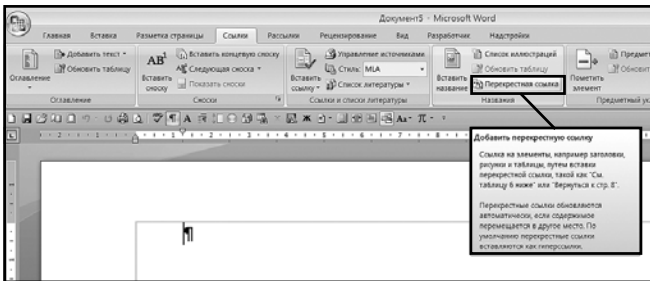 Документ5 - Microsoft Word
Главная Вставка Разметка страницы Ссылки Рассылки Рецензирование Вид Разработчик Надстройки
Оглавление
Добавить текст
Обновить таблицу
Оглавление
AB¹
Вставить сноску
Вставить концевую сноску
Следующая сноска
Показать сноски
Сноски
Вставить ссылку
Управление источниками
Стиль: MLA
Список литературы
Ссылки и списки литературы
Вставить название
Список иллюстраций
Обновить таблицу
Перекрестная ссылка
Названия
Пометить элемент
Предмет
Обновит
Предметный ук
Добавить перекрестную ссылку
Ссылка на элементы, например заголовки,
рисунки и таблицы, путем вставки
перекрестной ссылки, такой как "См.
таблицу 6 ниже" или "Вернуться к стр. 8".
Перекрестные ссылки обновляются
автоматически, если содержимое
перемещается в другое место. По
умолчанию перекрестные ссылки
вставляются как гиперссылки.
¶